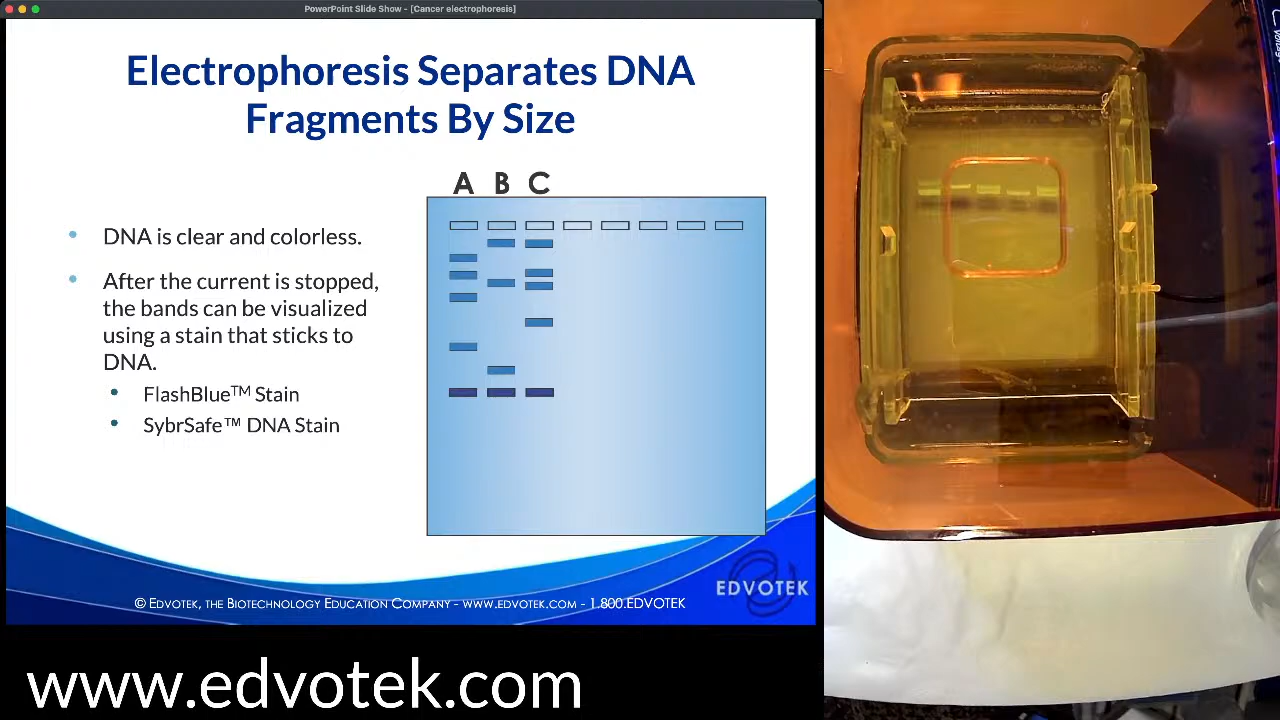 PowerPoint Slide Show - [Cancer electrophoresis]
Electrophoresis Separates DNA
Fragments By Size
A B C
• DNA is clear and colorless.
• After the current is stopped,
the bands can be visualized
using a stain that sticks to
DNA.
• FlashBlue™ Stain
• SybrSafe™ DNA Stain
EDVOTEK
© EDVOTEK, THE BIOTECHNOLOGY EDUCATION COMPANY - WWW.EDVOTEK.COM - 1.800.EDVOTEK
www.edvotek.com